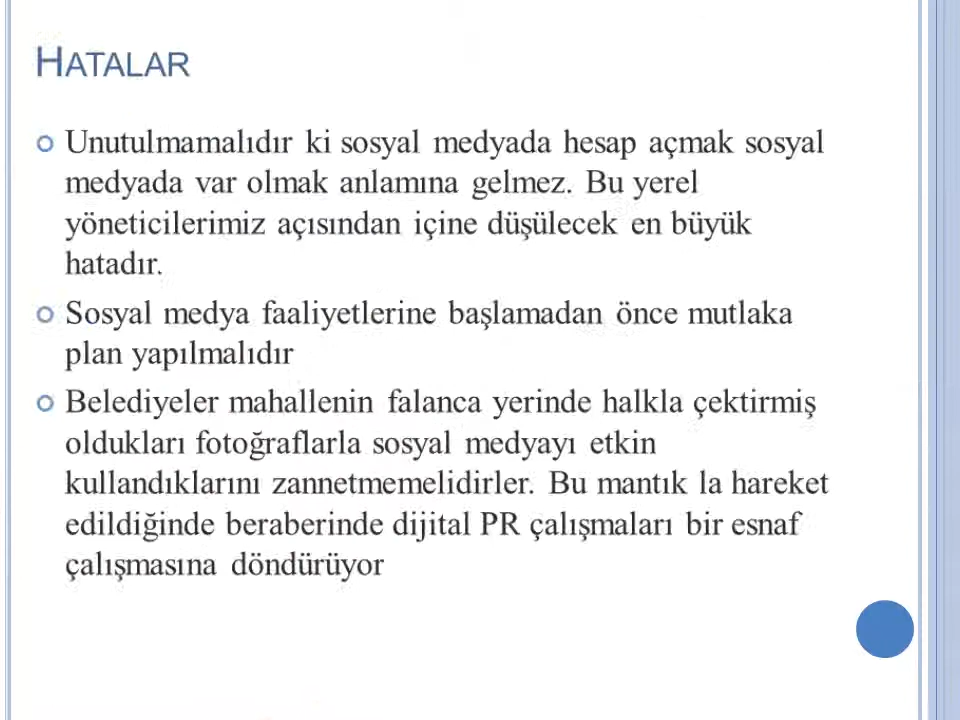 HATALAR
Unutulmamalıdır ki sosyal medyada hesap açmak sosyal
medyada var olmak anlamına gelmez. Bu yerel
yöneticilerimiz açısından içine düşülecek en büyük
hatadır.
Sosyal medya faaliyetlerine başlamadan önce mutlaka
plan yapılmalıdır
Belediyeler mahallenin falanca yerinde halkla çektirmiş
oldukları fotoğraflarla sosyal medyayı etkin
kullandıklarını zannetmemelidirler. Bu mantık la hareket
edildiğinde beraberinde dijital PR çalışmaları bir esnaf
çalışmasına döndürüyor